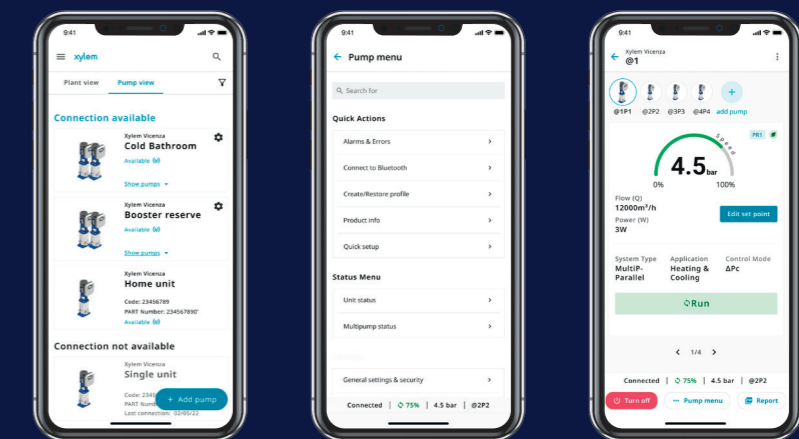 9:41
xylem
Plant view Pump view
Connection available
Xylem Vicenza
Cold Bathroom
Available
Show pumps
Xylem Vicenza
Booster reserve
Available
Show pumps
Xylem Vicenza
Home unit
Code: 23456789
PART Number: 234567890'
Available
Connection not available
Xylem Vicenza
Single unit
Code: 2345
PART Numb
+ Add pump
Last connection: 02/05/22
9:41
Pump menu
Search for
Quick Actions
Alarms & Errors
Connect to Bluetooth
Create/Restore profile
Product info
Quick setup
Status Menu
Unit status
Multipump status
General settings & security
Connected | 75% | 4.5 bar | @2P2
9:41
Xylem Vicenza
@1
@1P1 @2P2 @3P3 @4P4 add pump
Speed
PR1
4.5 bar
0% 100%
Flow (Q)
12000m³/h
Power (W)
3W
Edit set point
System Type Application Control Mode
MultiP- Heating & ΔPc
Parallel Cooling
Run
1/4
Connected | 75% | 4.5 bar | @2P2
Turn off Pump menu Report